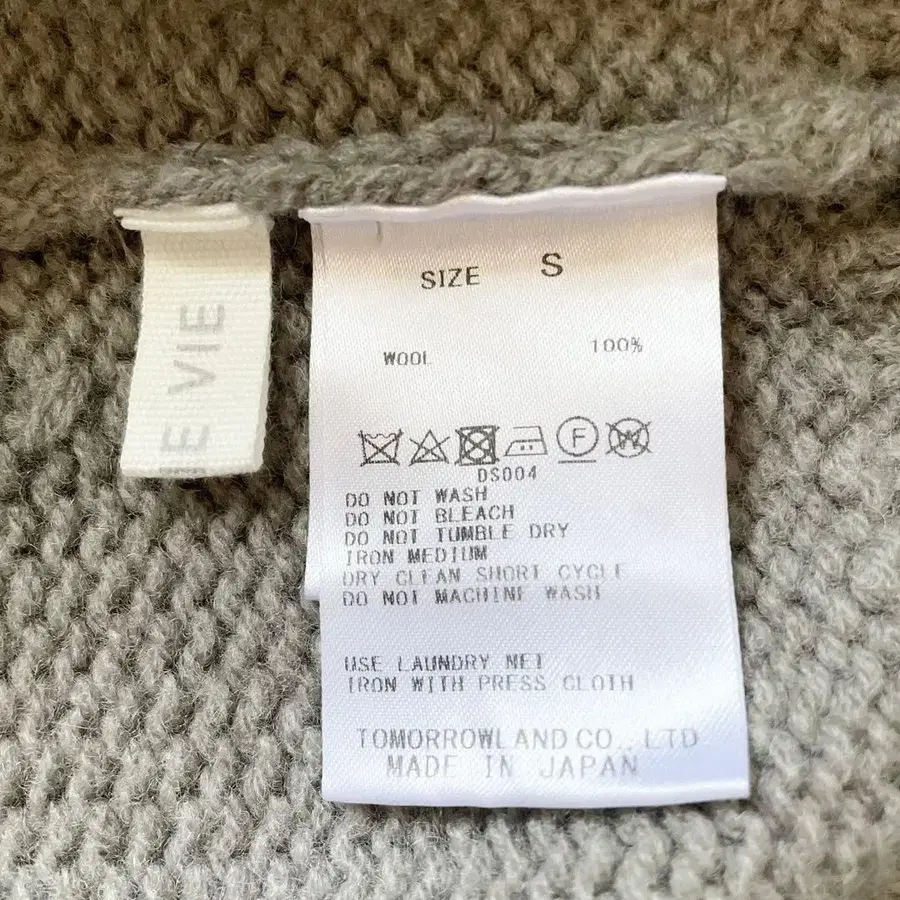 IE VIE
SIZE S
WOOL 100%
F W
DS004
DO NOT WASH
DO NOT BLEACH
DO NOT TUMBLE DRY
IRON MEDIUM
DRY CLEAN SHORT CYCLE
DO NOT MACHINE WASH
USE LAUNDRY NET
IRON WITH PRESS CLOTH
TOMORROWLAND CO., LTD
MADE IN JAPAN